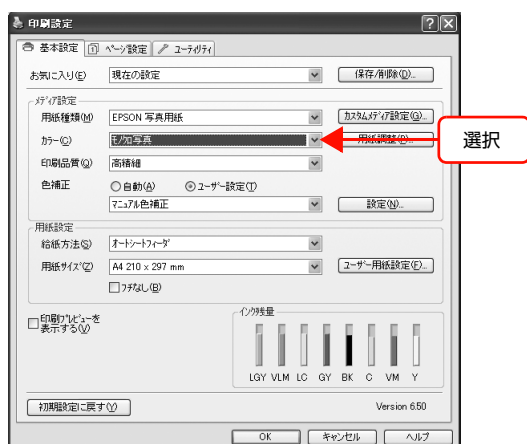 印刷設定
基本設定 ページ設定 ユーティリティ
お気に入り(E) 現在の設定 保存/削除(D)...
メディア設定
用紙種類(M) EPSON 写真用紙 カスタムメディア設定(G)...
カラー(C) モノクロ写真 用紙調整(P)...
選択
印刷品質(Q) 高精細
色補正 自動(A) ユーザー設定(T)
マニュアル色補正 設定(N)...
用紙設定
給紙方法(S) オートシートフィーダ
用紙サイズ(Z) A4 210 x 297 mm ユーザー用紙設定(F)...
フチなし(B)
印刷プレビューを
表示する(V)
インク残量
LGY VLM LC GY BK C VM Y
初期設定に戻す(Y) Version 6.50
OK キャンセル ヘルプ